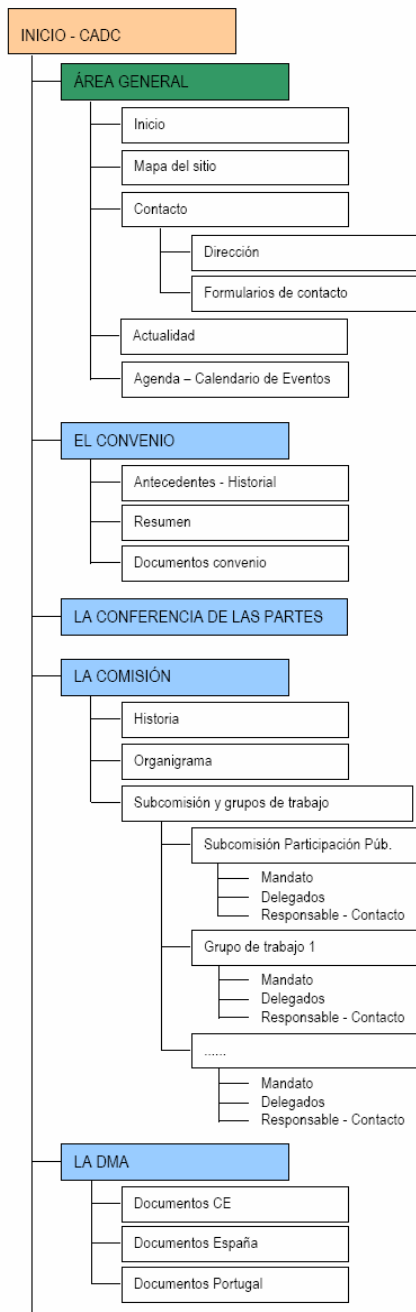 INICIO - CADC
ÁREA GENERAL
Inicio
Mapa del sitio
Contacto
Dirección
Formularios de contacto
Actualidad
Agenda – Calendario de Eventos
EL CONVENIO
Antecedentes - Historial
Resumen
Documentos convenio
LA CONFERENCIA DE LAS PARTES
LA COMISIÓN
Historia
Organigrama
Subcomisión y grupos de trabajo
Subcomisión Participación Púb.
Mandato
Delegados
Responsable - Contacto
Grupo de trabajo 1
Mandato
Delegados
Responsable - Contacto
......
Mandato
Delegados
Responsable - Contacto
LA DMA
Documentos CE
Documentos España
Documentos Portugal